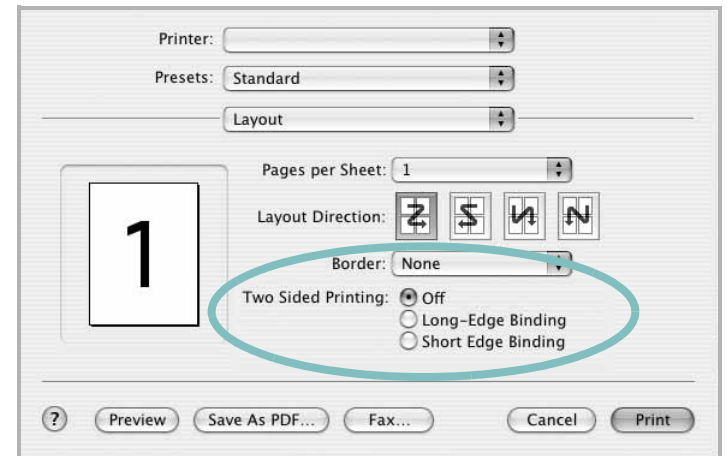 Printer:
Presets: Standard
Layout
Pages per Sheet: 1
1
Layout Direction:
Border: None
Two Sided Printing: Off
Long-Edge Binding
Short Edge Binding
? Preview Save As PDF... Fax... Cancel Print